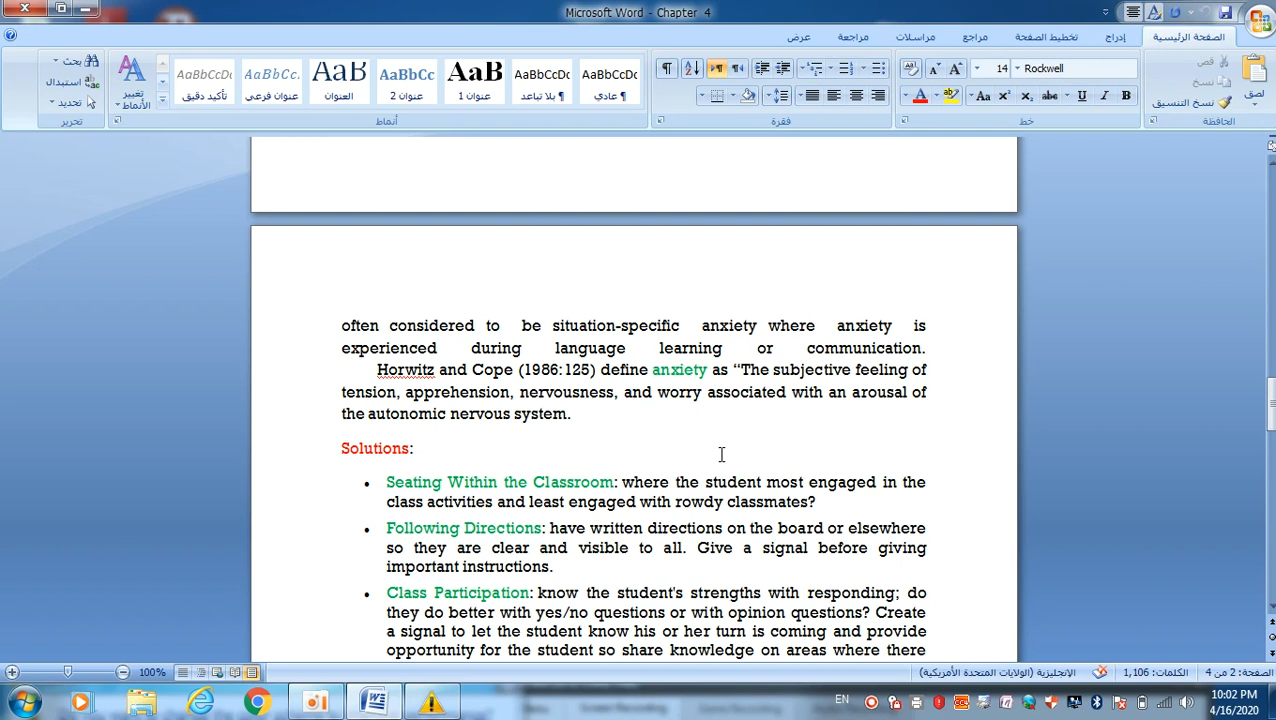 Microsoft Word - Chapter 4
الصفحة الرئيسية
إدراج
تخطيط الصفحة
مراجع
مراسلات
مراجعة
عرض
لصق
قص
نسخ
نسخ التنسيق
الحافظة
14
Rockwell
Aa
abc
U
I
B
خط
فقرة
AaBbCcDc
¶ عادي
AaBbCcDc
¶ بلا تباعد
AaB
عنوان 1
AaBbCc
عنوان 2
AaB
العنوان
AaBbCc.
عنوان فرعي
AaBbCcDc
تأكيد دقيق
تغيير الأنماط
أنماط
بحث
استبدال
تحديد
تحرير
often considered to be situation-specific anxiety where anxiety is
experienced during language learning or communication.
Horwitz and Cope (1986:125) define anxiety as “The subjective feeling of
tension, apprehension, nervousness, and worry associated with an arousal of
the autonomic nervous system.
Solutions:
• Seating Within the Classroom: where the student most engaged in the
class activities and least engaged with rowdy classmates?
• Following Directions: have written directions on the board or elsewhere
so they are clear and visible to all. Give a signal before giving
important instructions.
• Class Participation: know the student's strengths with responding; do
they do better with yes/no questions or with opinion questions? Create
a signal to let the student know his or her turn is coming and provide
opportunity for the student so share knowledge on areas where there
100%
الإنجليزية (الولايات المتحدة الأمريكية)
الكلمات: 1,106
صفحة: 2 من 4
EN
10:02 PM
4/16/2020